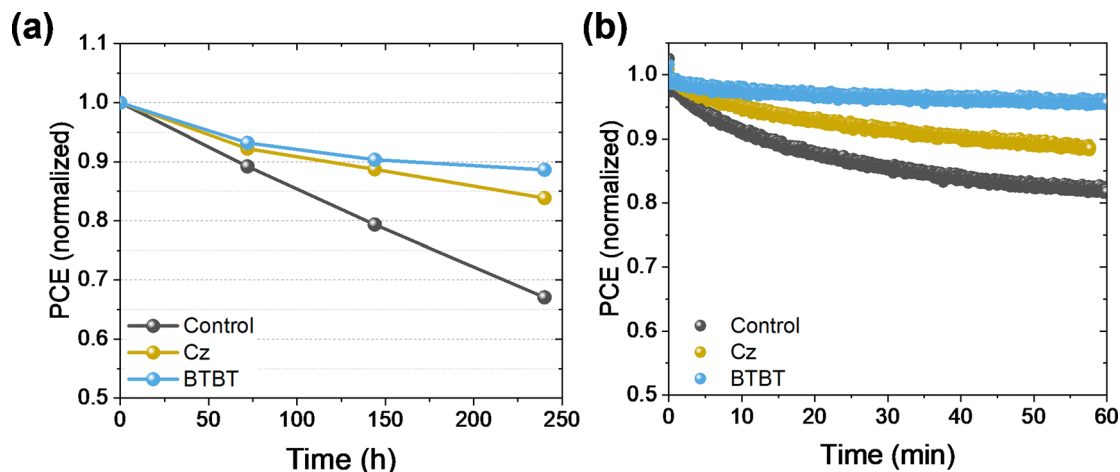 (a)
PCE (normalized)
1.1
1.0
0.9
0.8
0.7
0.6
0.5
Control
Cz
BTBT
0 50 100 150 200 250
Time (h)
(b)
PCE (normalized)
1.0
0.9
0.8
0.7
0.6
0.5
Control
Cz
BTBT
0 10 20 30 40 50 60
Time (min)